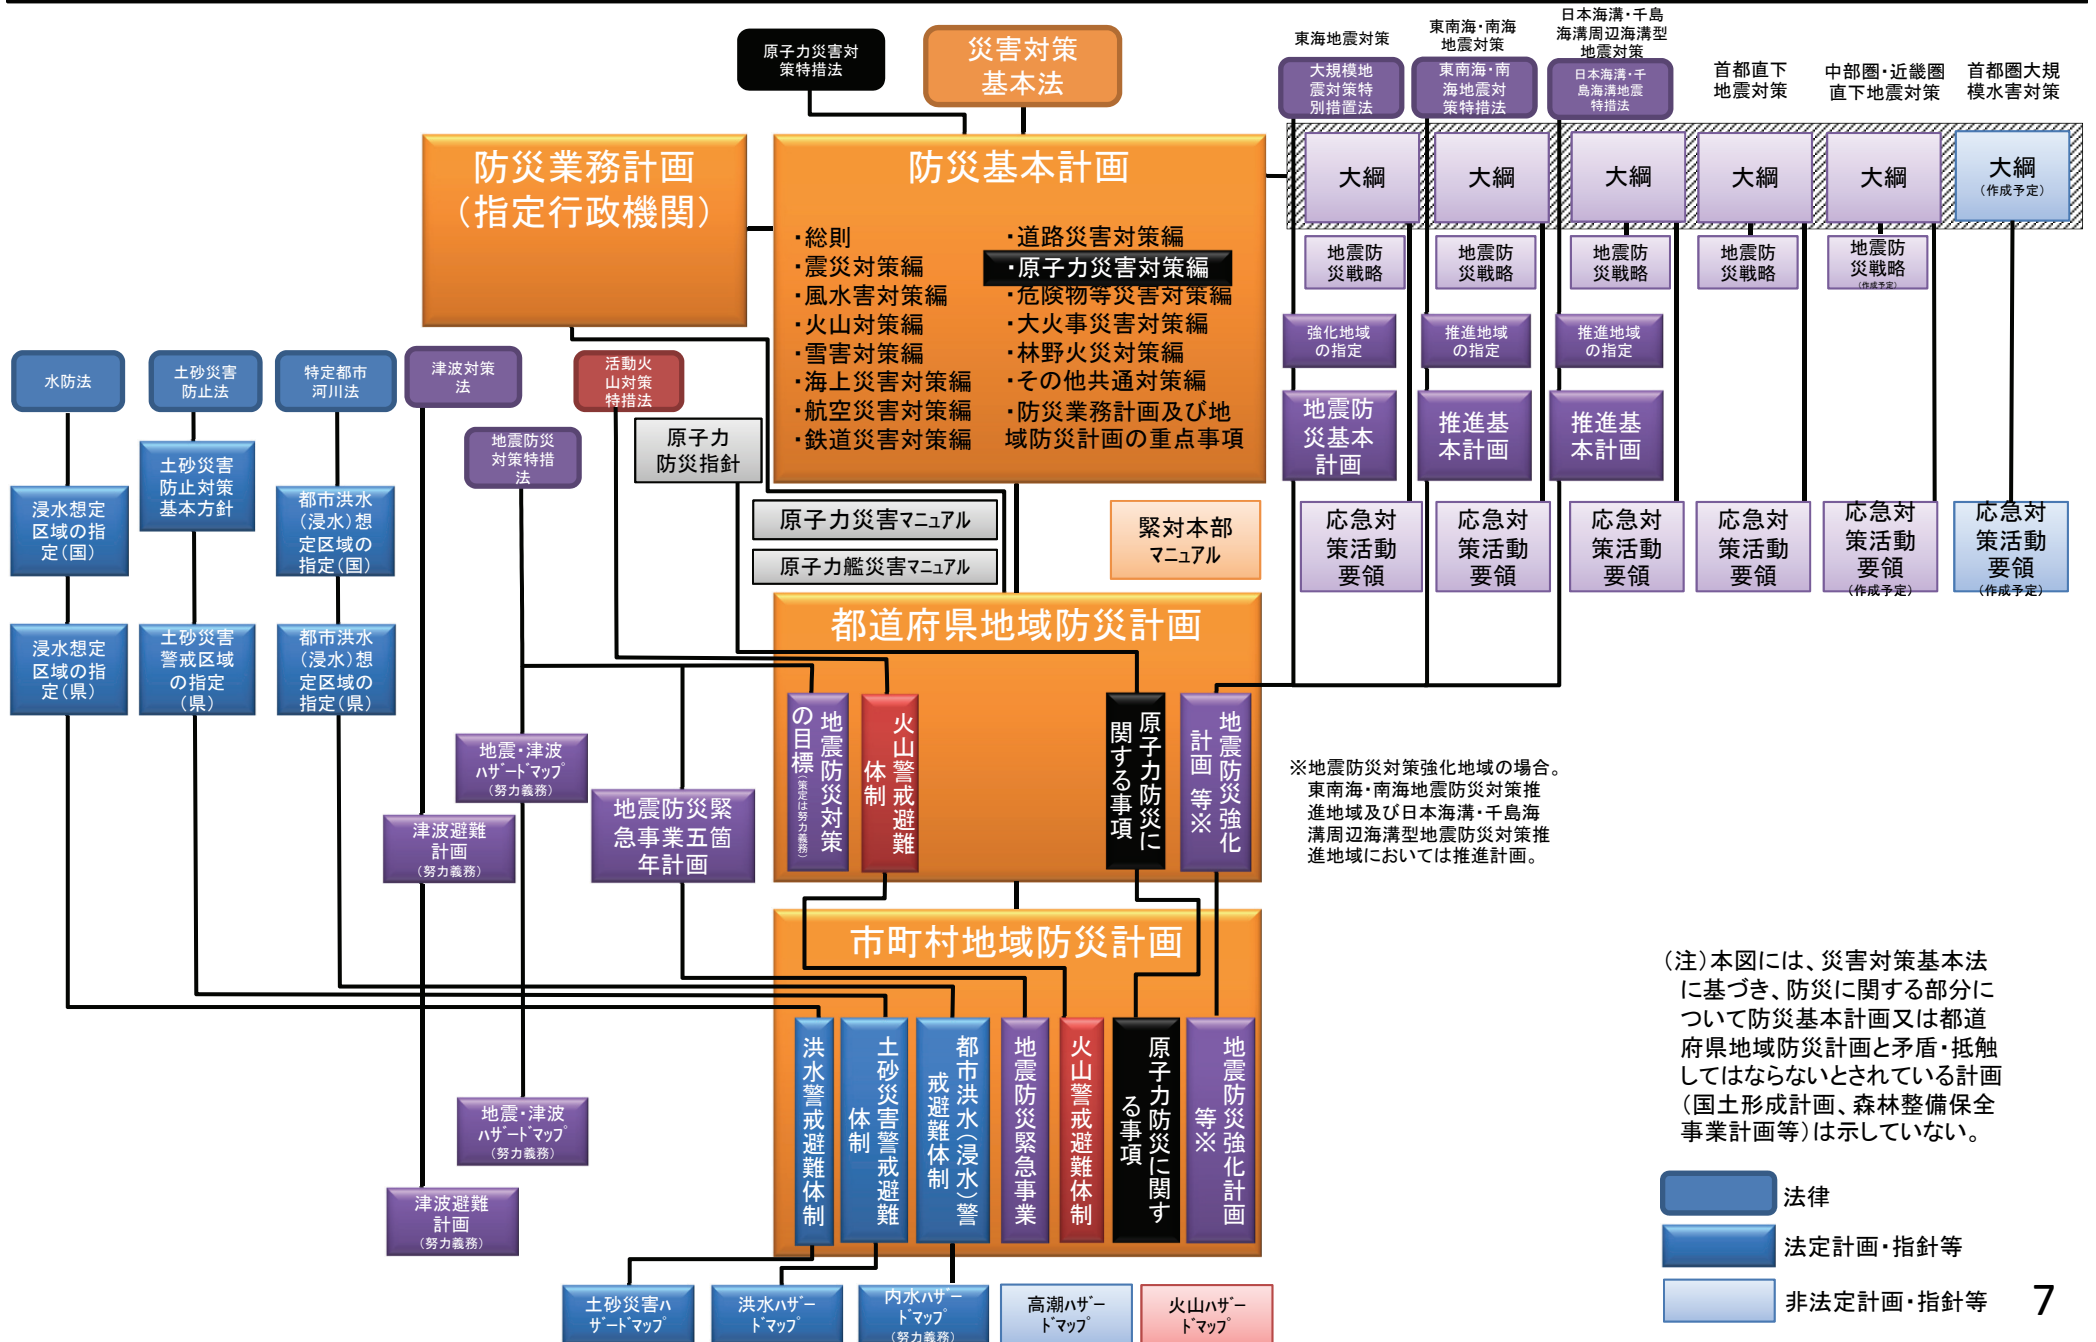 原子力災害対
策特措法
災害対策
基本法
東海地震対策
東南海・南海
地震対策
日本海溝・千島
海溝周辺海溝型
地震対策
首都直下
地震対策
中部圏・近畿圏
直下地震対策
首都圏大規
模水害対策
大規模地
震対策特
別措置法
東南海・南
海地震対
策特措法
日本海溝・千
島海溝地震
特措法
防災業務計画
（指定行政機関）
防災基本計画
・総則
・震災対策編
・風水害対策編
・火山対策編
・雪害対策編
・海上災害対策編
・航空災害対策編
・鉄道災害対策編
・道路災害対策編
・原子力災害対策編
・危険物等災害対策編
・大火事災害対策編
・林野火災対策編
・その他共通対策編
・防災業務計画及び地
域防災計画の重点事項
大綱
大綱
大綱
大綱
大綱
大綱
（作成予定）
地震防
災戦略
地震防
災戦略
地震防
災戦略
地震防
災戦略
地震防
災戦略
（作成予定）
強化地域
の指定
推進地域
の指定
推進地域
の指定
地震防
災基本
計画
推進基
本計画
推進基
本計画
応急対
策活動
要領
応急対
策活動
要領
応急対
策活動
要領
応急対
策活動
要領
応急対
策活動
要領
（作成予定）
応急対
策活動
要領
（作成予定）
水防法
土砂災害
防止法
特定都市
河川法
津波対策
法
活動火
山対策
特措法
地震防災
対策特措
法
原子力
防災指針
土砂災害
防止対策
基本方針
浸水想定
区域の指
定（国）
都市洪水
（浸水）想
定区域の
指定（国）
原子力災害マニュアル
原子力艦災害マニュアル
緊対本部
マニュアル
浸水想定
区域の指
定（県）
土砂災害
警戒区域
の指定
（県）
都市洪水
（浸水）想
定区域の
指定（県）
都道府県地域防災計画
地震防災対策
の目標（策定は努力義務）
火山警戒避難
体制
原子力防災に
関する事項
地震防災強化
計画 等※
地震・津波
ﾊｻﾞｰﾄﾞﾏｯﾌﾟ
（努力義務）
津波避難
計画
（努力義務）
地震防災緊
急事業五箇
年計画
※地震防災対策強化地域の場合。
東南海・南海地震防災対策推
進地域及び日本海溝・千島海
溝周辺海溝型地震防災対策推
進地域においては推進計画。
市町村地域防災計画
洪水警戒避難体制
土砂災害警戒避難
体制
都市洪水（浸水）警
戒避難体制
地震防災緊急事業
火山警戒避難体制
原子力防災に関す
る事項
地震防災強化計画
等※
地震・津波
ﾊｻﾞｰﾄﾞﾏｯﾌﾟ
（努力義務）
津波避難
計画
（努力義務）
土砂災害ﾊ
ｻﾞｰﾄﾞﾏｯﾌﾟ
洪水ﾊｻﾞｰ
ﾄﾞﾏｯﾌﾟ
内水ﾊｻﾞｰ
ﾄﾞﾏｯﾌﾟ
（努力義務）
高潮ﾊｻﾞｰ
ﾄﾞﾏｯﾌﾟ
火山ﾊｻﾞｰ
ﾄﾞﾏｯﾌﾟ
（注）本図には、災害対策基本法
に基づき、防災に関する部分に
ついて防災基本計画又は都道
府県地域防災計画と矛盾・抵触
してはならないとされている計画
（国土形成計画、森林整備保全
事業計画等）は示していない。
法律
法定計画・指針等
非法定計画・指針等
7